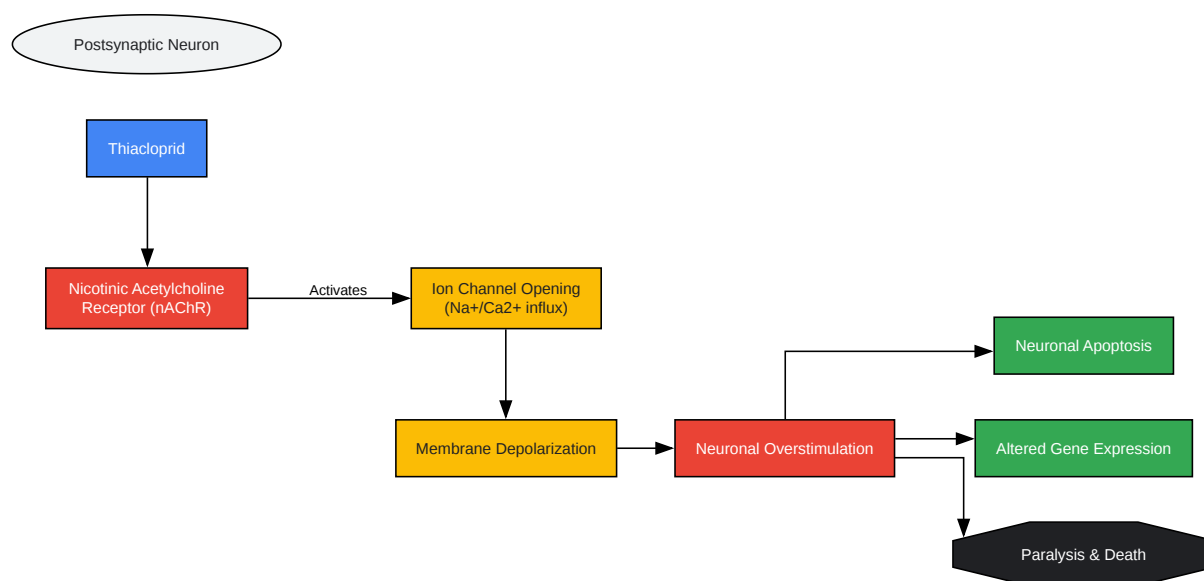 Postsynaptic Neuron
Thiacloprid
Nicotinic Acetylcholine
Receptor (nAChR)
Activates
Ion Channel Opening
(Na+/Ca2+ influx)
Neuronal Apoptosis
Membrane Depolarization
Neuronal Overstimulation
Altered Gene Expression
Paralysis & Death